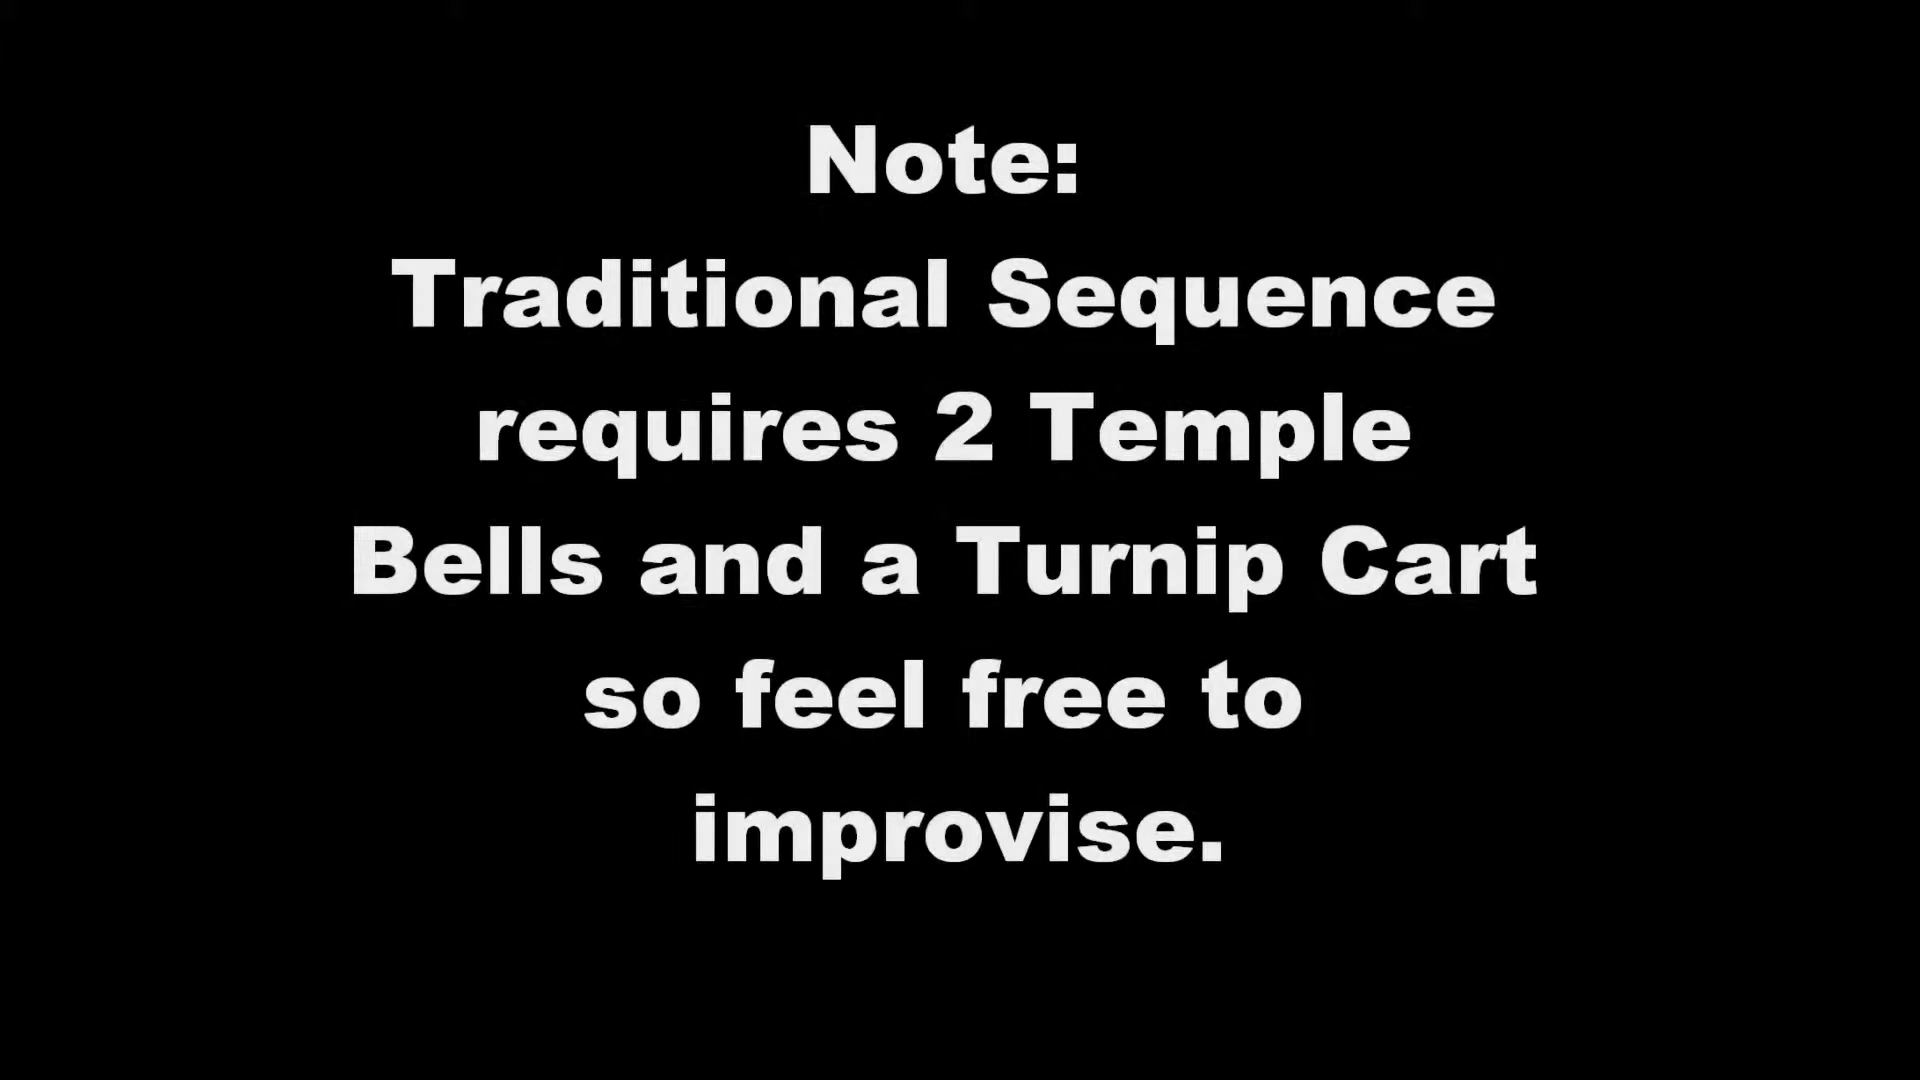 Note:
Traditional Sequence
requires 2 Temple
Bells and a Turnip Cart
so feel free to
improvise.